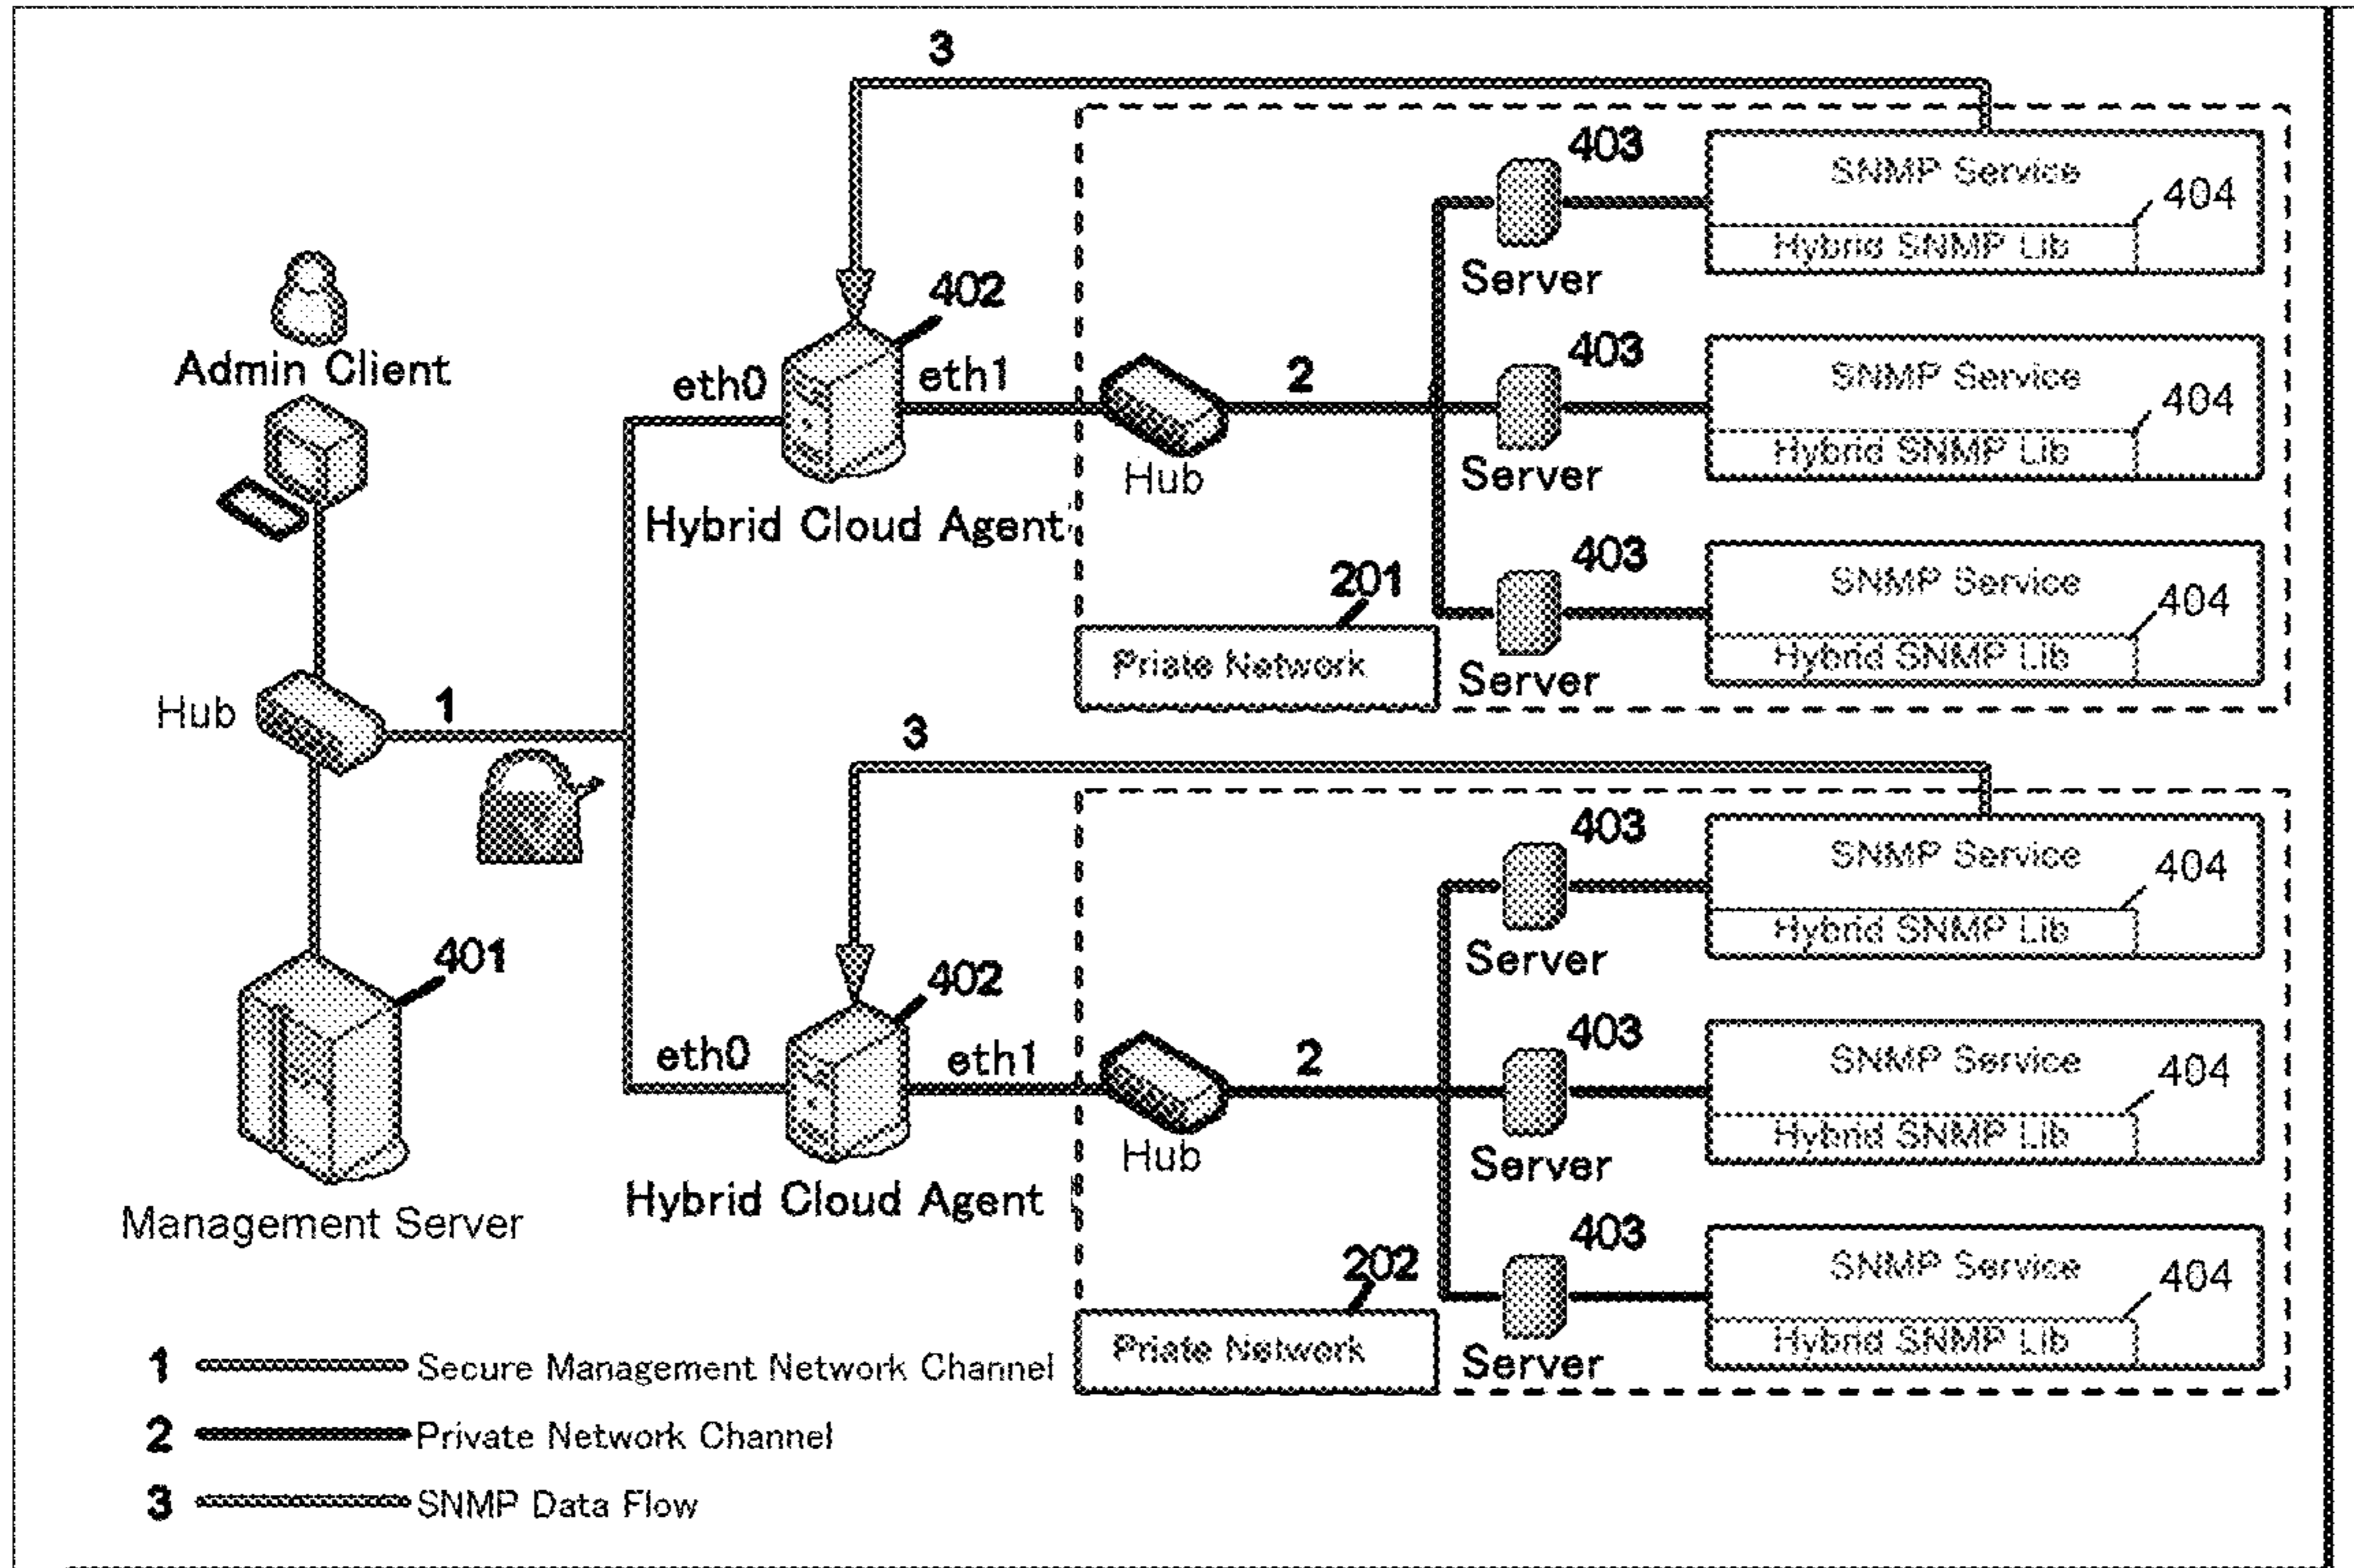 3
403
SNMP Service
404
Hybrid SNMP Lib
Server
402
Admin Client
eth0
eth1
2
403
SNMP Service
404
Hybrid SNMP Lib
Hub
Server
Hybrid Cloud Agent
403
SNMP Service
404
Hybrid SNMP Lib
201
Priate Network
Server
Hub
1
3
403
SNMP Service
404
Hybrid SNMP Lib
Server
401
402
eth0
eth1
2
403
SNMP Service
404
Hybrid SNMP Lib
Hub
Server
Management Server
Hybrid Cloud Agent
403
SNMP Service
404
Hybrid SNMP Lib
202
Priate Network
Server
1 Secure Management Network Channel
2 Private Network Channel
3 SNMP Data Flow